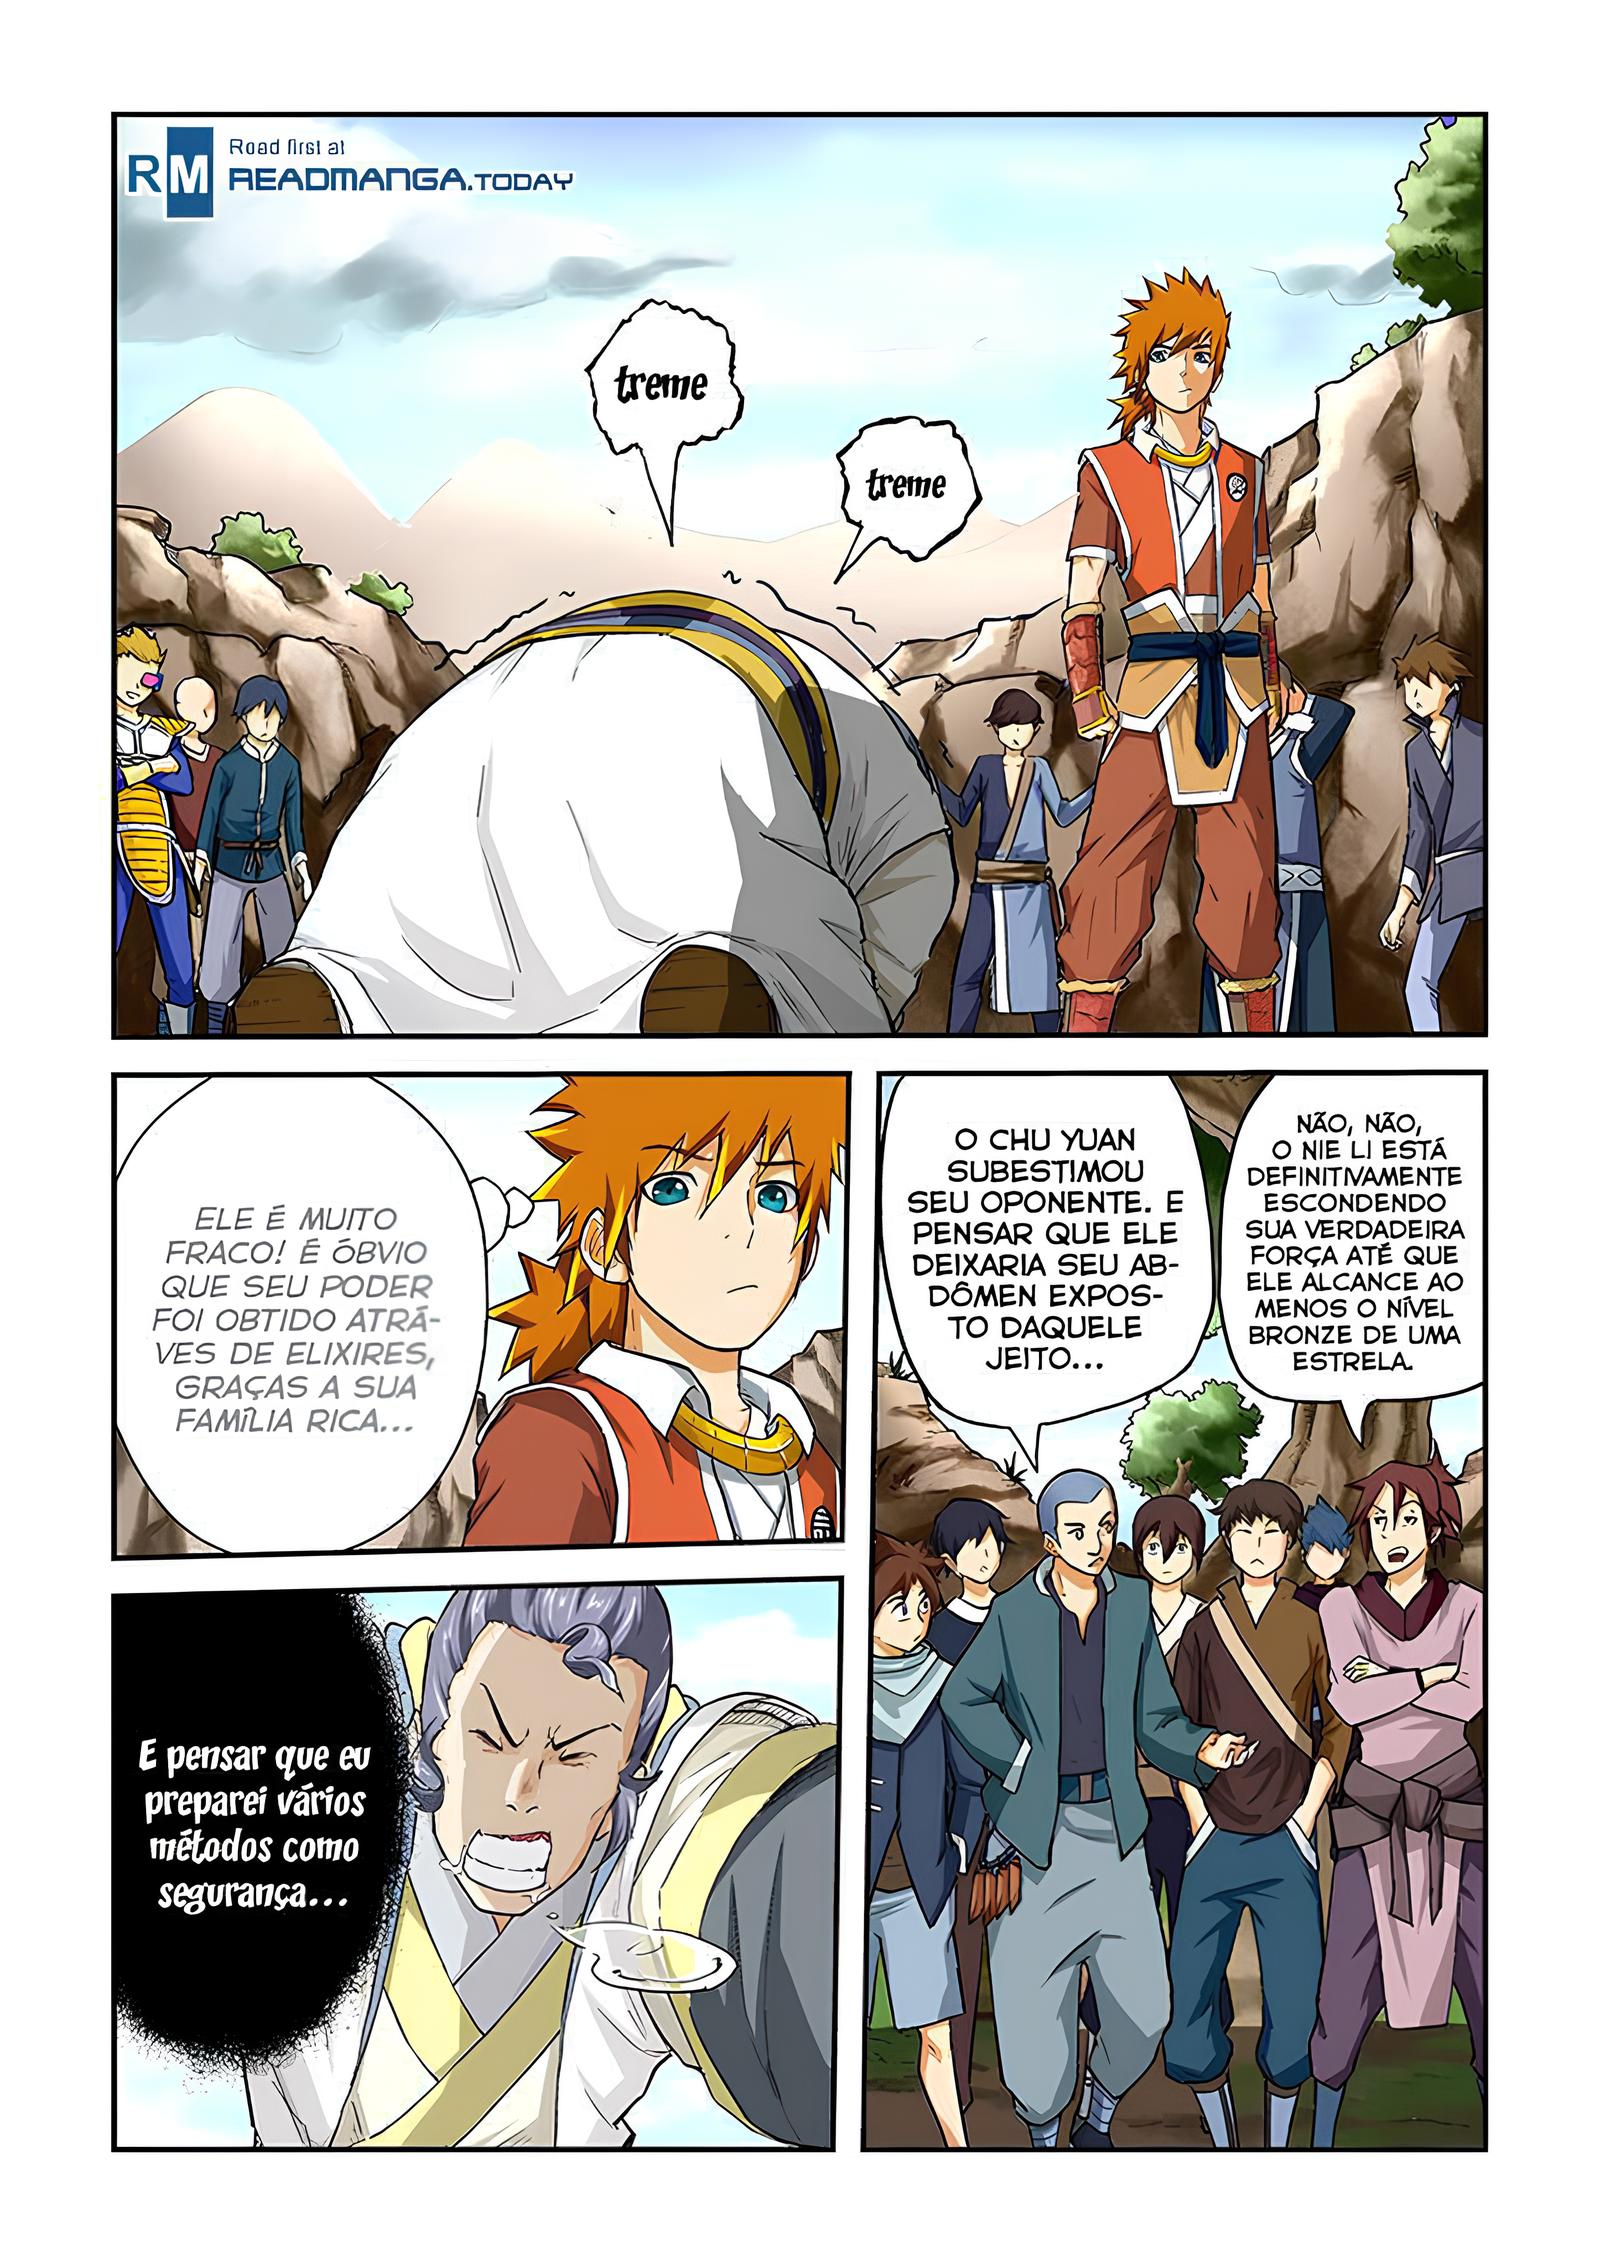 RM
Read first at
READMANGA.TODAY
treme
treme
ELE É MUITO
FRACO! É ÓBVIO
QUE SEU PODER
FOI OBTIDO ATRÁ-
VES DE ELIXIRES,
GRAÇAS A SUA
FAMÍLIA RICA...
O CHU YUAN
SUBESTIMOU
SEU OPONENTE. E
PENSAR QUE ELE
DEIXARIA SEU AB-
DÔMEN EXPOS-
TO DAQUELE
JEITO...
NÃO, NÃO,
O NIE LI ESTÁ
DEFINITIVAMENTE
ESCONDENDO
SUA VERDADEIRA
FORÇA ATÉ QUE
ELE ALCANCE AO
MENOS O NÍVEL
BRONZE DE UMA
ESTRELA.
E pensar que eu
preparei vários
métodos como
segurança...